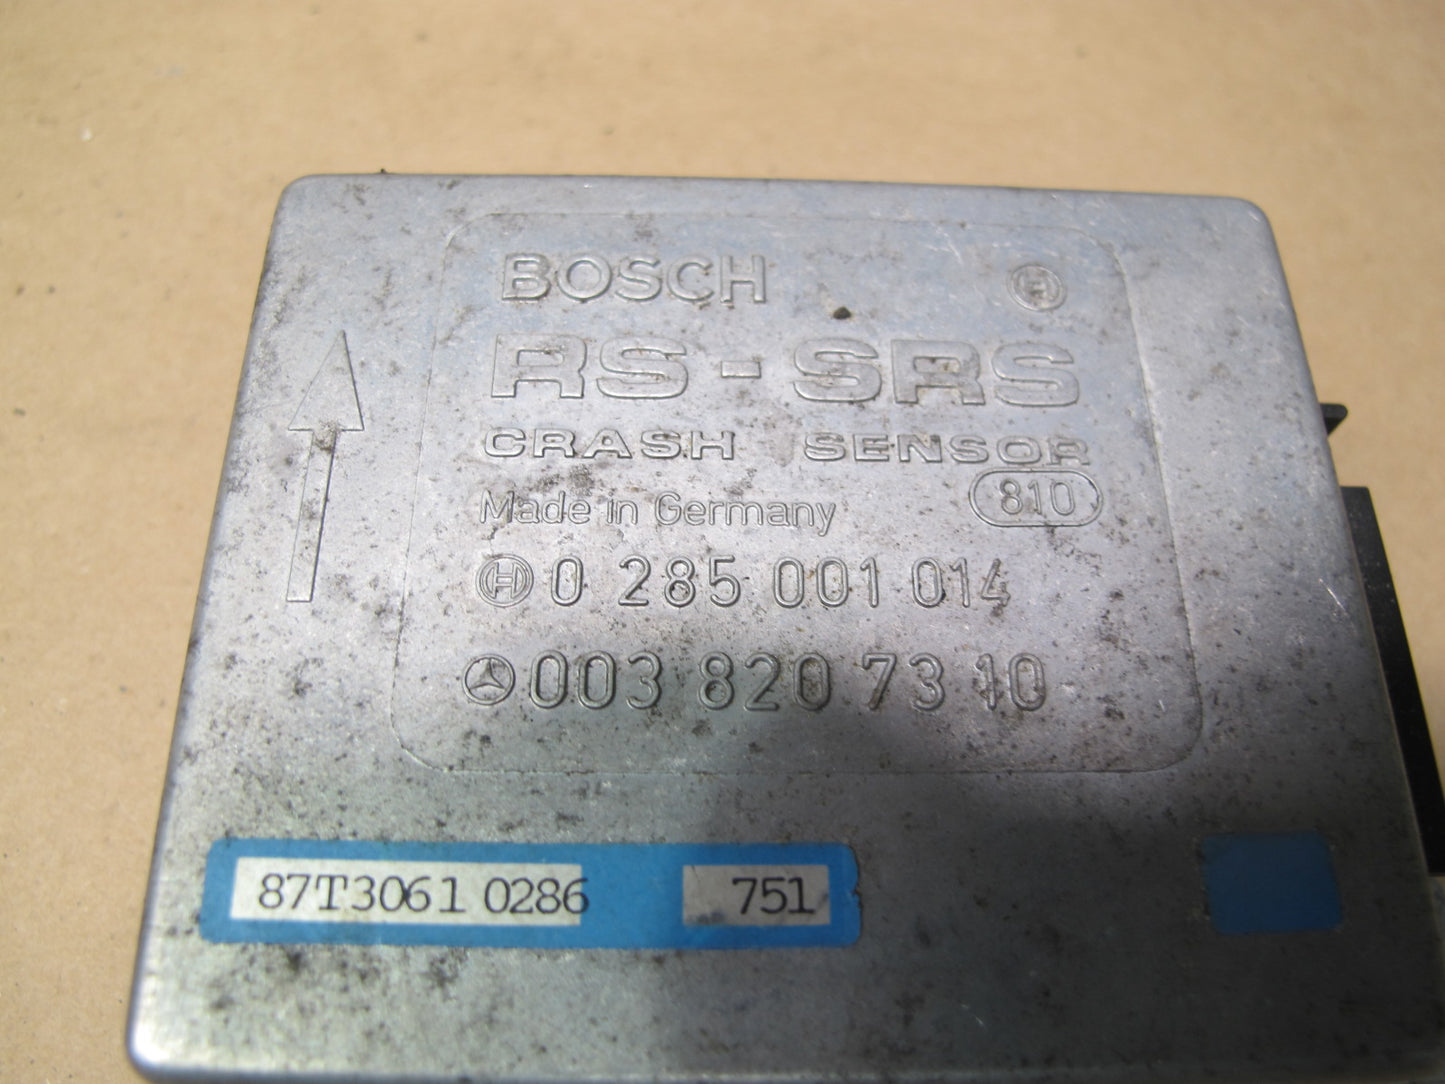 BOSCH
RS-SRS
CRASH SENSOR
Made in Germany 810
0 285 001 014
003 820 73 10
87T3061 0286 751